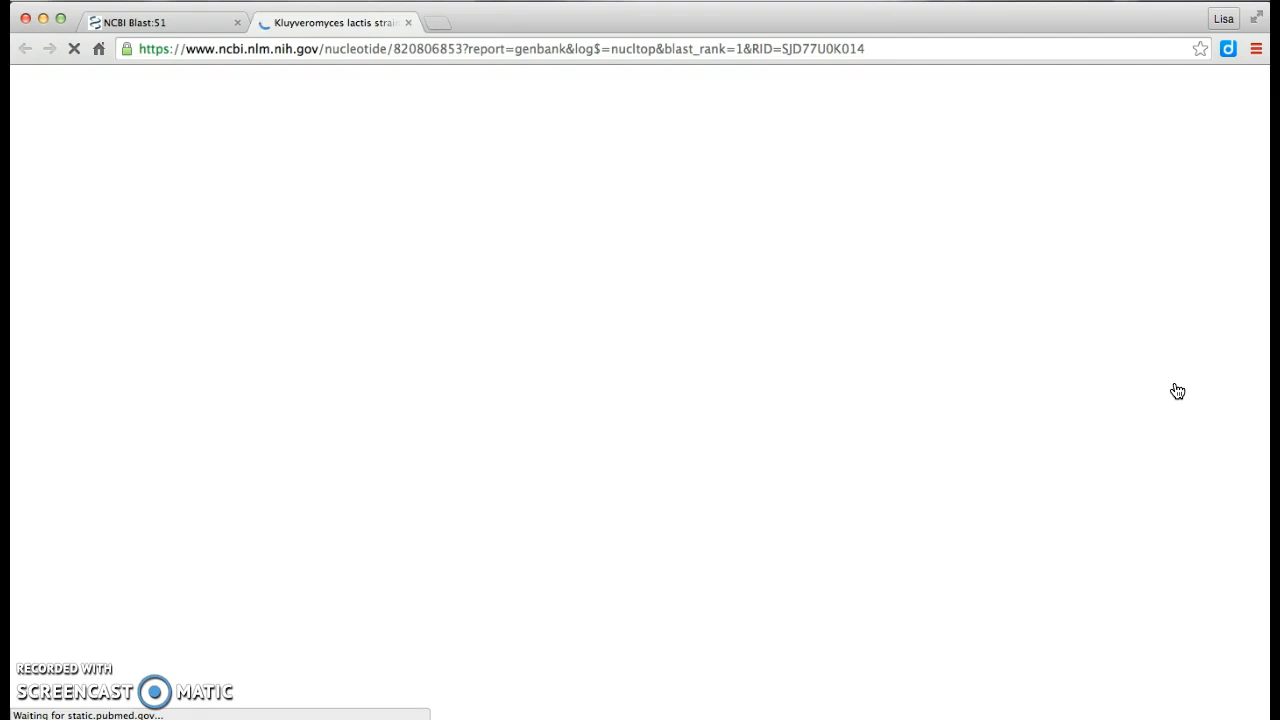 NCBI Blast:51
Kluyveromyces lactis strain
Lisa
https://www.ncbi.nlm.nih.gov/nucleotide/820806853?report=genbank&log$=nucltop&blast_rank=1&RID=SJD77U0K014
RECORDED WITH
SCREENCAST MATIC
Waiting for static.pubmed.gov...